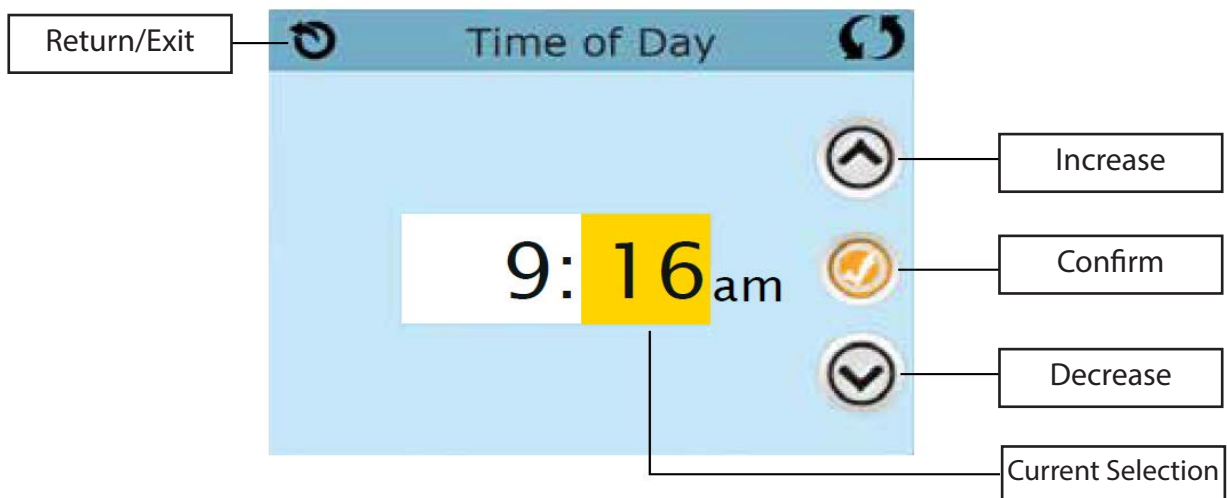 Return/Exit
Time of Day
Increase
9:16am
Confirm
Decrease
Current Selection